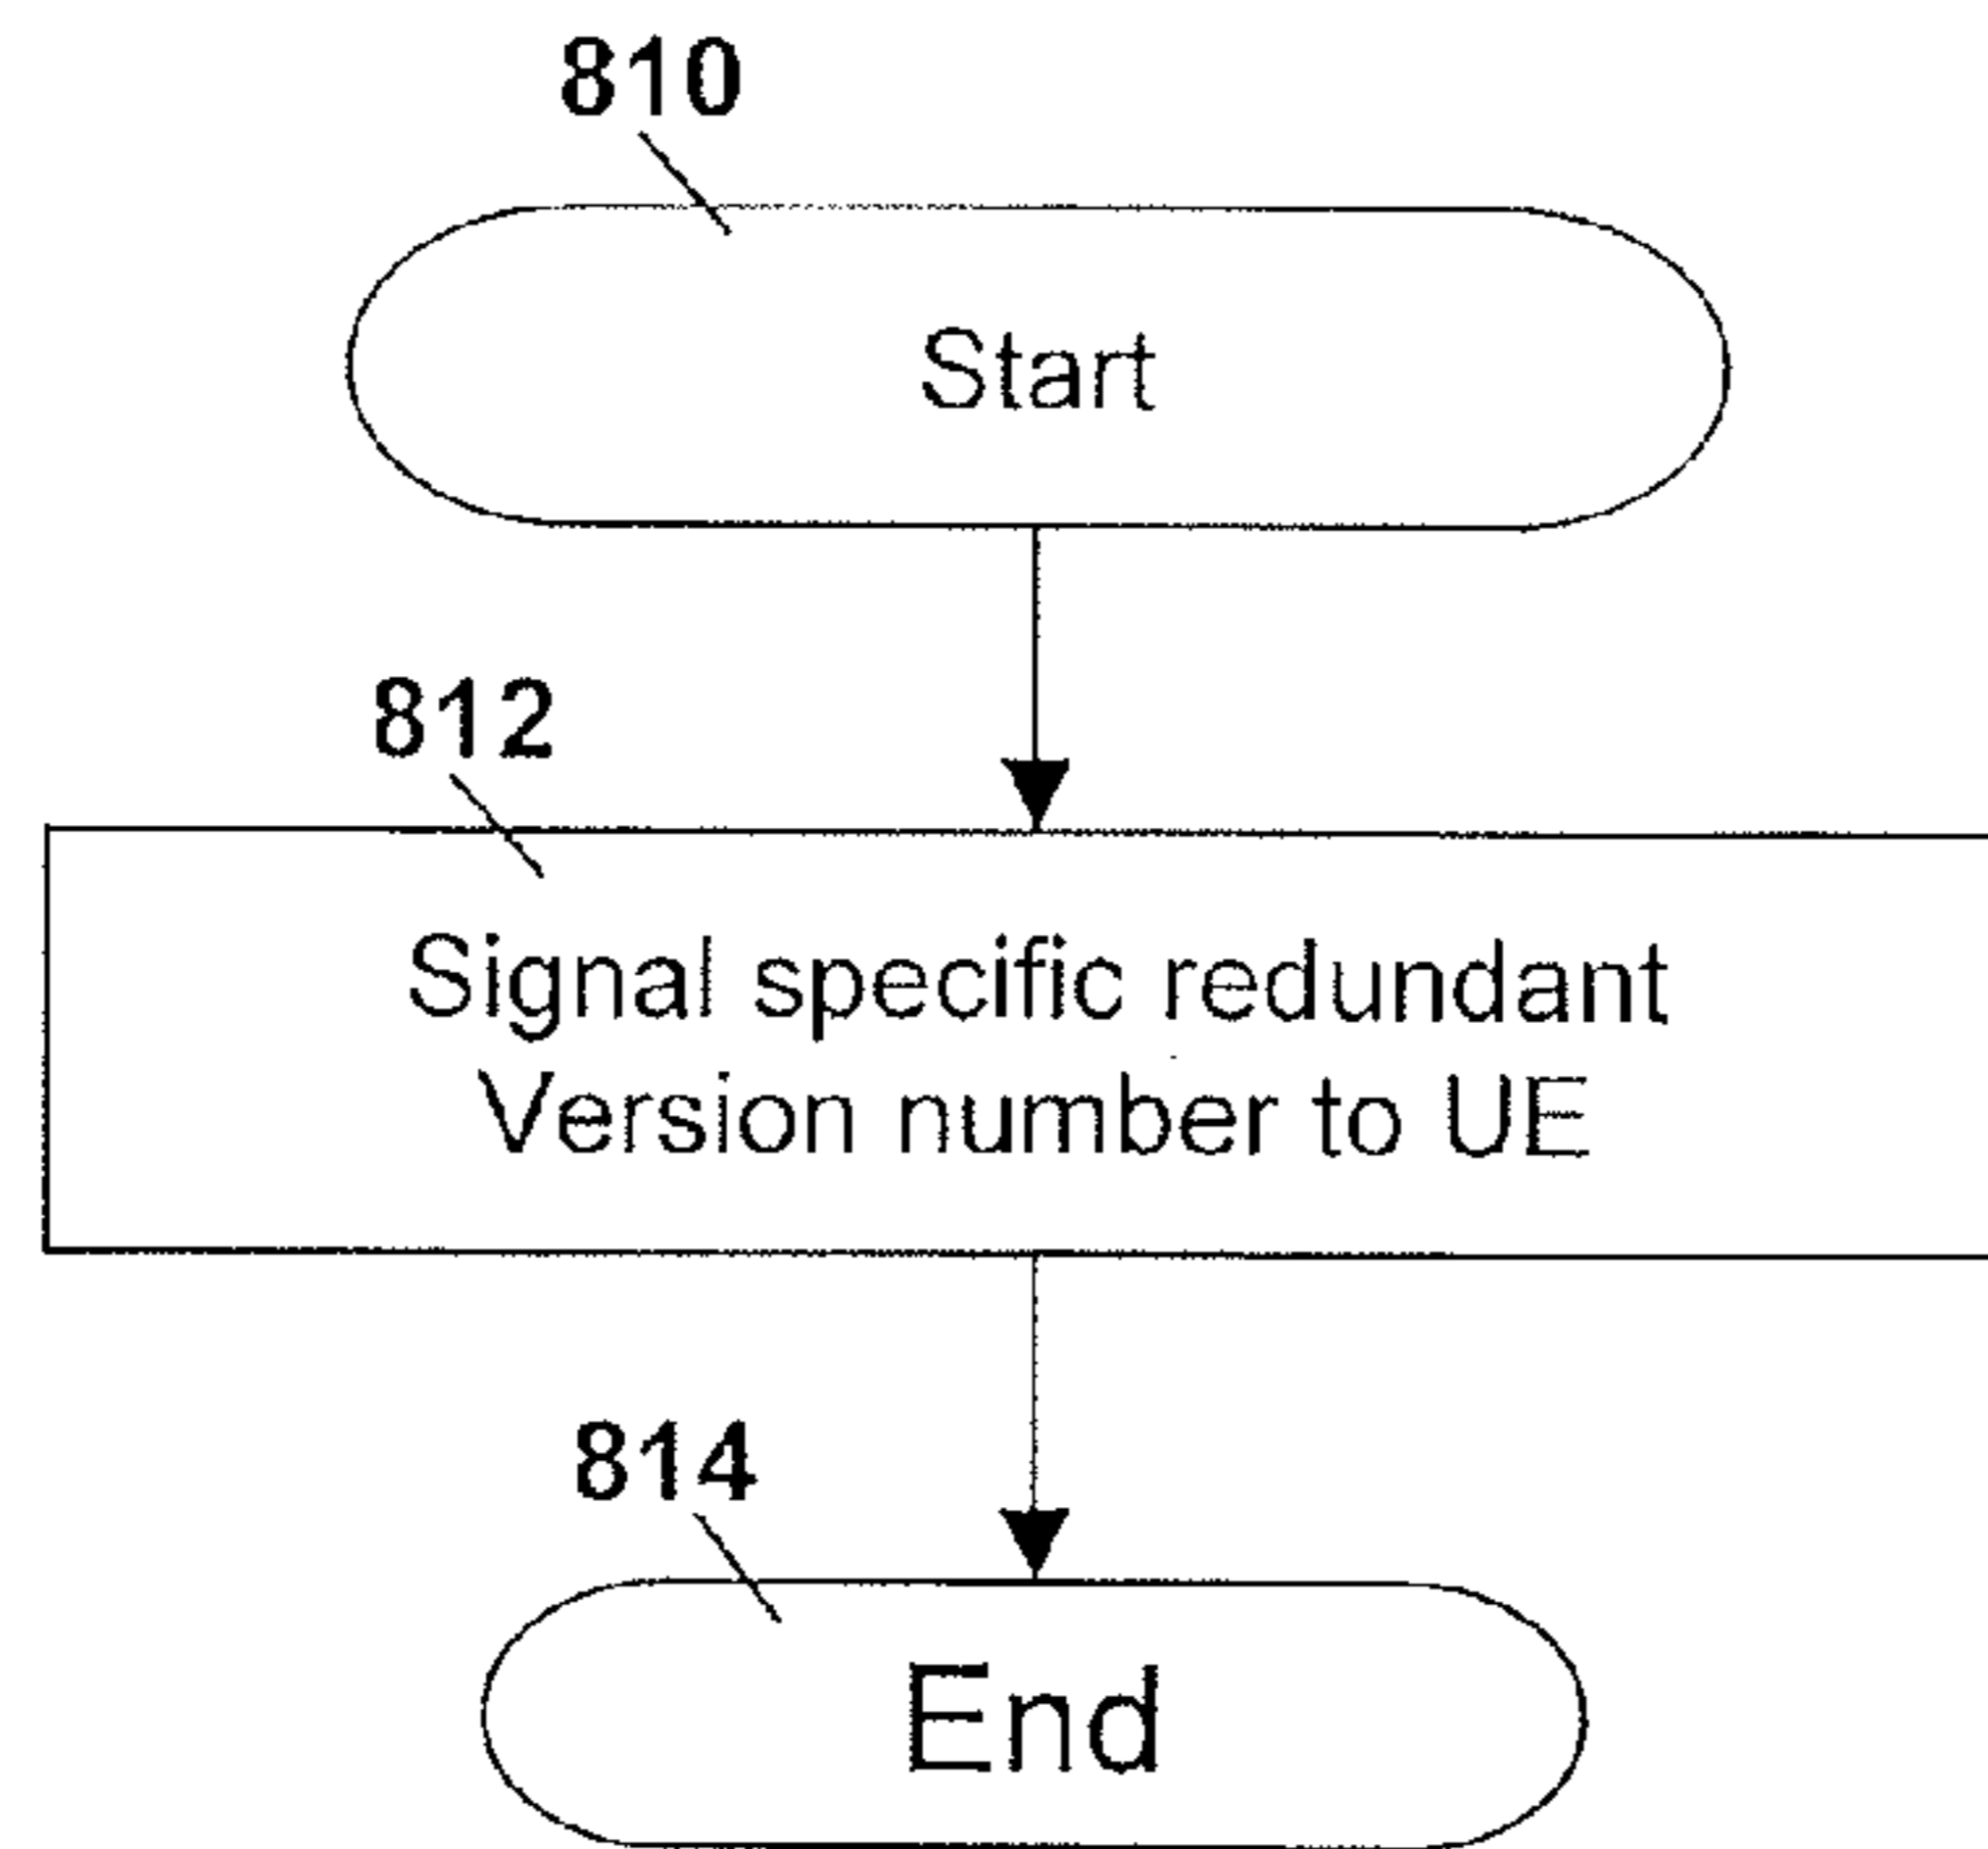 810
Start
812
Signal specific redundant
Version number to UE
814
End